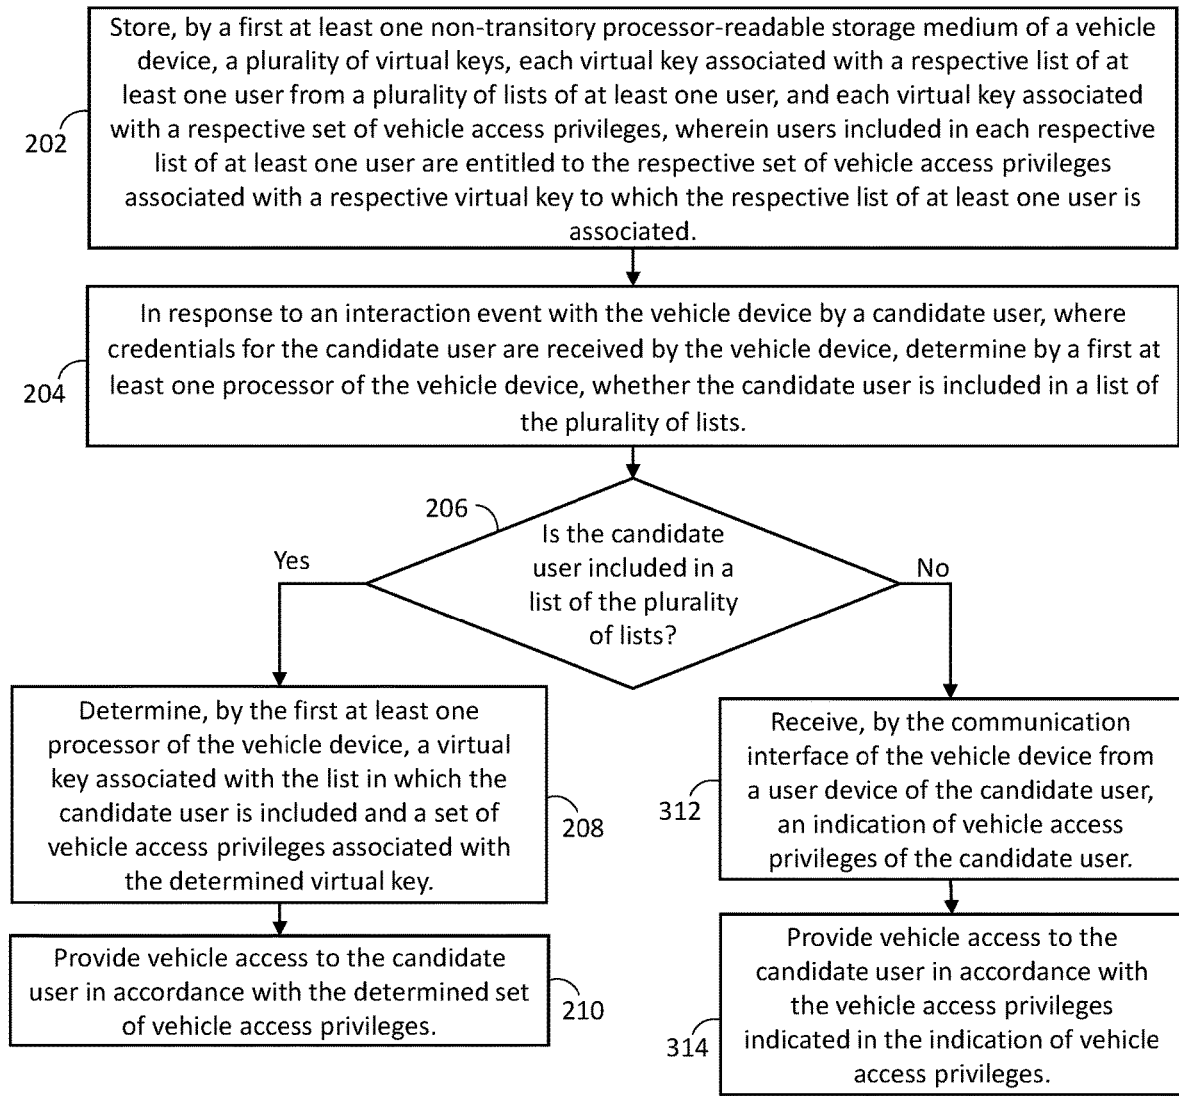 Store, by a first at least one non-transitory processor-readable storage medium of a vehicle
device, a plurality of virtual keys, each virtual key associated with a respective list of at
least one user from a plurality of lists of at least one user, and each virtual key associated
with a respective set of vehicle access privileges, wherein users included in each respective
list of at least one user are entitled to the respective set of vehicle access privileges
associated with a respective virtual key to which the respective list of at least one user is
associated.
202
In response to an interaction event with the vehicle device by a candidate user, where
credentials for the candidate user are received by the vehicle device, determine by a first at
least one processor of the vehicle device, whether the candidate user is included in a list of
the plurality of lists.
204
206
Is the candidate
user included in a
list of the plurality
of lists?
Yes
No
Determine, by the first at least one
processor of the vehicle device, a virtual
key associated with the list in which the
candidate user is included and a set of
vehicle access privileges associated with
the determined virtual key.
208
Provide vehicle access to the candidate
user in accordance with the determined set
of vehicle access privileges.
210
Receive, by the communication
interface of the vehicle device from
a user device of the candidate user,
an indication of vehicle access
privileges of the candidate user.
312
Provide vehicle access to the
candidate user in accordance with
the vehicle access privileges
indicated in the indication of vehicle
access privileges.
314